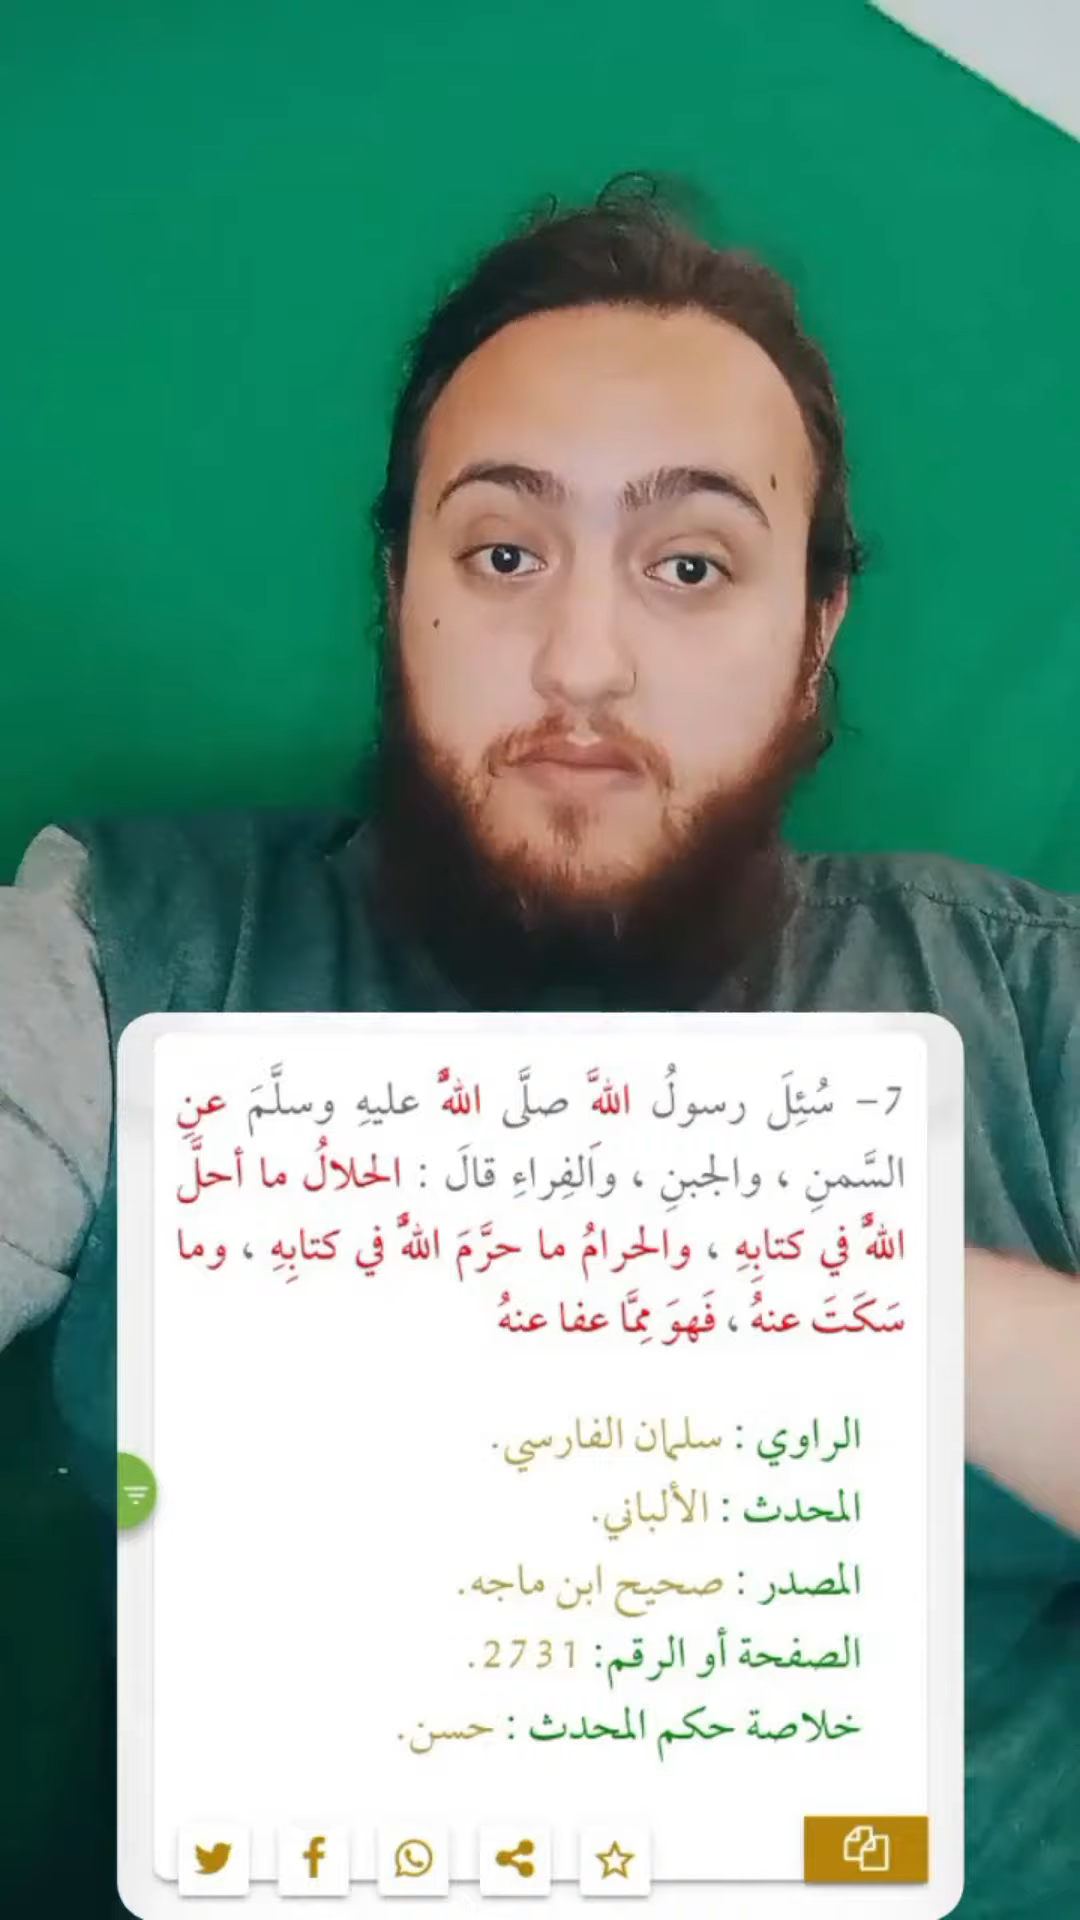 7- سُئِلَ رسولُ اللهَّ صلَّى اللهُ عليهِ وسلَّمَ عنِ
السَّمنِ ، والجبنِ ، والفِراءِ قالَ : الحلالُ ما أحلَّ
اللهُ في كتابِهِ ، والحرامُ ما حرَّمَ اللهُ في كتابِهِ ، وما
سَكَتَ عنهُ ، فَهوَ مِمَّا عفا عنهُ
الراوي : سلمان الفارسي.
المحدث : الألباني.
المصدر : صحيح ابن ماجه.
الصفحة أو الرقم: 2731.
خلاصة حكم المحدث : حسن.